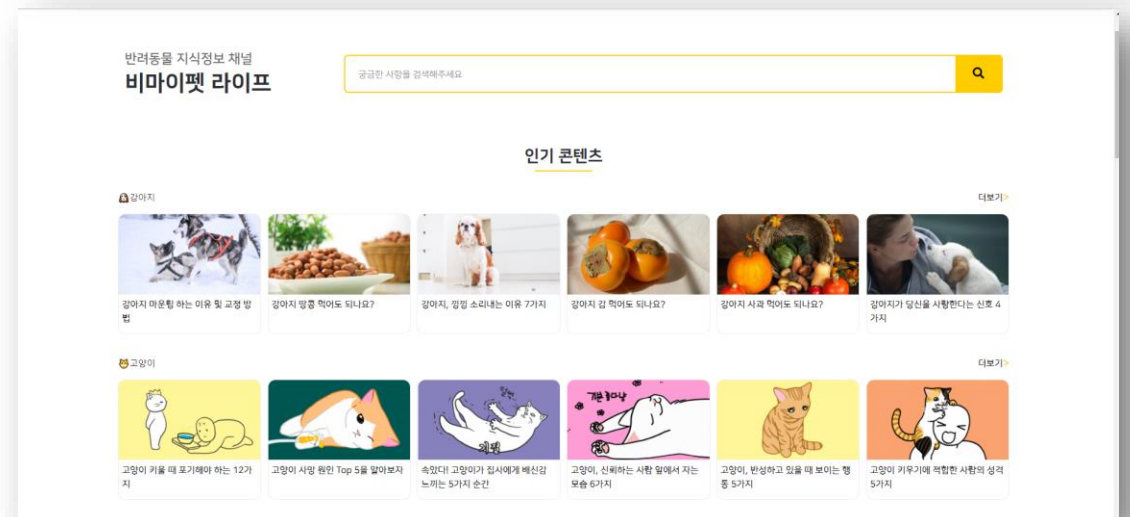 반려동물 지식정보 채널
비마이펫 라이프
궁금한 사항을 검색해주세요
인기 콘텐츠
강아지
더보기>
강아지 마운팅 하는 이유 및 교정 방
법
강아지 땅콩 먹어도 되나요?
강아지, 낑낑 소리내는 이유 7가지
강아지 감 먹어도 되나요?
강아지 사과 먹어도 되나요?
강아지가 당신을 사랑한다는 신호 4
가지
고양이
더보기>
고양이 키울 때 포기해야 하는 12가
지
고양이 사망 원인 Top 5을 알아보자
속았다! 고양이가 집사에게 배신감
느끼는 5가지 순간
고양이, 신뢰하는 사람 앞에서 자는
모습 6가지
고양이, 반성하고 있을 때 보이는 행
동 5가지
고양이 키우기에 적합한 사람의 성격
5가지